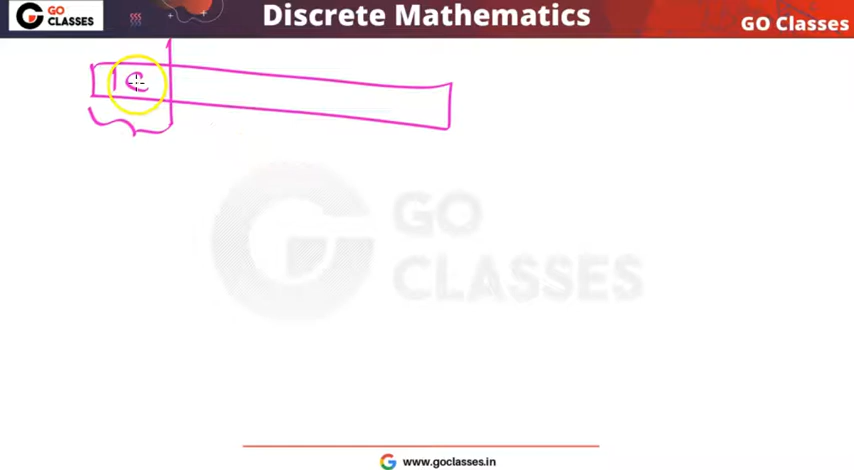 GO
CLASSES
Discrete Mathematics
GO Classes
GO
CLASSES
www.goclasses.in